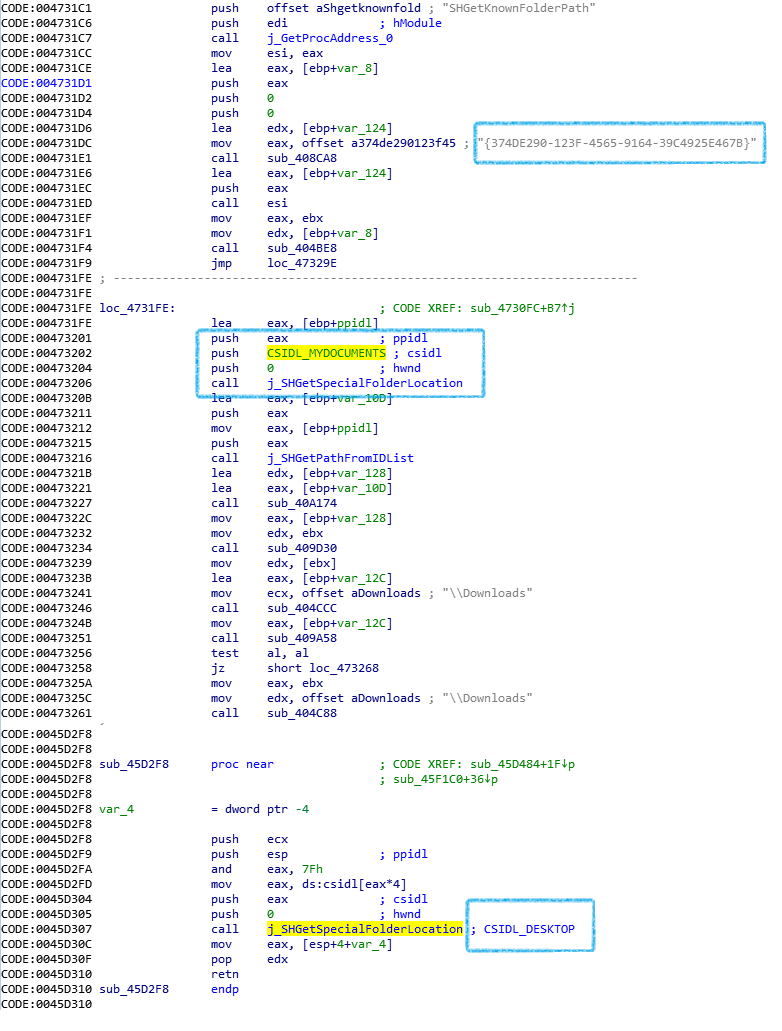 CODE:004731C1 push offset aShgetknownfold ; "SHGetKnownFolderPath"
CODE:004731C6 push edi ; hModule
CODE:004731C7 call j_GetProcAddress_0
CODE:004731CC mov esi, eax
CODE:004731CE lea eax, [ebp+var_8]
CODE:004731D1 push eax
CODE:004731D2 push 0
CODE:004731D4 push 0
CODE:004731D6 lea edx, [ebp+var_124]
CODE:004731DC mov eax, offset a374de290123f45 ; "{374DE290-123F-4565-9164-39C4925E467B}"
CODE:004731E1 call sub_408CA8
CODE:004731E6 lea eax, [ebp+var_124]
CODE:004731EC push eax
CODE:004731ED call esi
CODE:004731EF mov eax, ebx
CODE:004731F1 mov edx, [ebp+var_8]
CODE:004731F4 call sub_404BE8
CODE:004731F9 jmp loc_47329E
CODE:004731FE ; ---------------------------------------------------------------------------
CODE:004731FE
CODE:004731FE loc_4731FE: ; CODE XREF: sub_4730FC+B7↑j
CODE:004731FE lea eax, [ebp+ppidl]
CODE:00473201 push eax ; ppidl
CODE:00473202 push CSIDL_MYDOCUMENTS ; csidl
CODE:00473204 push 0 ; hwnd
CODE:00473206 call j_SHGetSpecialFolderLocation
CODE:0047320B lea eax, [ebp+var_10D]
CODE:00473211 push eax
CODE:00473212 mov eax, [ebp+ppidl]
CODE:00473215 push eax
CODE:00473216 call j_SHGetPathFromIDList
CODE:0047321B lea edx, [ebp+var_128]
CODE:00473221 lea eax, [ebp+var_10D]
CODE:00473227 call sub_40A174
CODE:0047322C mov eax, [ebp+var_128]
CODE:00473232 mov edx, ebx
CODE:00473234 call sub_409D30
CODE:00473239 mov edx, [ebx]
CODE:0047323B lea eax, [ebp+var_12C]
CODE:00473241 mov ecx, offset aDownloads ; "\\Downloads"
CODE:00473246 call sub_404CCC
CODE:0047324B mov eax, [ebp+var_12C]
CODE:00473251 call sub_409A58
CODE:00473256 test al, al
CODE:00473258 jz short loc_473268
CODE:0047325A mov eax, ebx
CODE:0047325C mov edx, offset aDownloads ; "\\Downloads"
CODE:00473261 call sub_404C88
CODE:0045D2F8
CODE:0045D2F8
CODE:0045D2F8 sub_45D2F8 proc near ; CODE XREF: sub_45D484+1F↓p
CODE:0045D2F8 ; sub_45F1C0+36↓p
CODE:0045D2F8
CODE:0045D2F8 var_4 = dword ptr -4
CODE:0045D2F8
CODE:0045D2F8 push ecx
CODE:0045D2F9 push esp ; ppidl
CODE:0045D2FA and eax, 7Fh
CODE:0045D2FD mov eax, ds:csidl[eax*4]
CODE:0045D304 push eax ; csidl
CODE:0045D305 push 0 ; hwnd
CODE:0045D307 call j_SHGetSpecialFolderLocation ; CSIDL_DESKTOP
CODE:0045D30C mov eax, [esp+4+var_4]
CODE:0045D30F pop edx
CODE:0045D310 retn
CODE:0045D310 sub_45D2F8 endp
CODE:0045D310